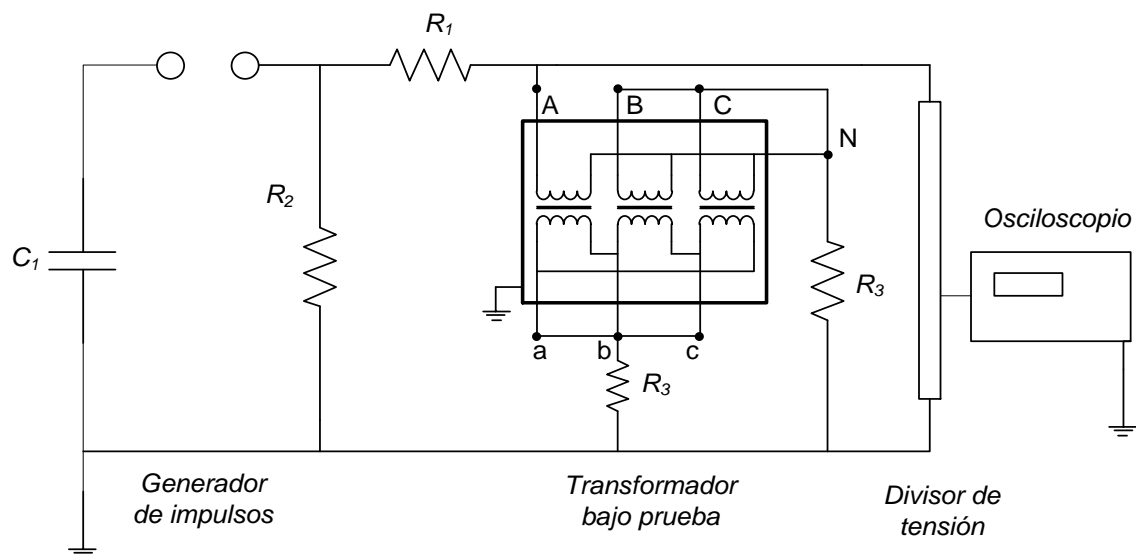 R1
A
B
C
N
R2
C1
Osciloscopio
R3
a
b
c
R3
Generador
de impulsos
Transformador
bajo prueba
Divisor de
tensión